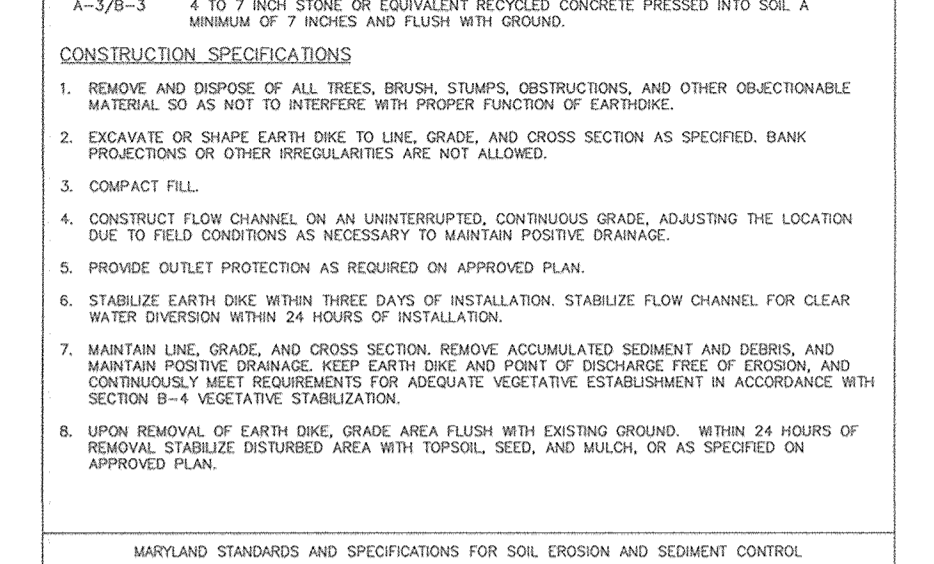 A-3/B-3 4 TO 7 INCH STONE OR EQUIVALENT RECYCLED CONCRETE PRESSED INTO SOIL A
MINIMUM OF 7 INCHES AND FLUSH WITH GROUND.
CONSTRUCTION SPECIFICATIONS
1. REMOVE AND DISPOSE OF ALL TREES, BRUSH, STUMPS, OBSTRUCTIONS, AND OTHER OBJECTIONABLE
MATERIAL SO AS NOT TO INTERFERE WITH PROPER FUNCTION OF EARTHDIKE.
2. EXCAVATE OR SHAPE EARTH DIKE TO LINE, GRADE, AND CROSS SECTION AS SPECIFIED. BANK
PROJECTIONS OR OTHER IRREGULARITIES ARE NOT ALLOWED.
3. COMPACT FILL.
4. CONSTRUCT FLOW CHANNEL ON AN UNINTERRUPTED, CONTINUOUS GRADE, ADJUSTING THE LOCATION
DUE TO FIELD CONDITIONS AS NECESSARY TO MAINTAIN POSITIVE DRAINAGE.
5. PROVIDE OUTLET PROTECTION AS REQUIRED ON APPROVED PLAN.
6. STABILIZE EARTH DIKE WITHIN THREE DAYS OF INSTALLATION. STABILIZE FLOW CHANNEL FOR CLEAR
WATER DIVERSION WITHIN 24 HOURS OF INSTALLATION.
7. MAINTAIN LINE, GRADE, AND CROSS SECTION. REMOVE ACCUMULATED SEDIMENT AND DEBRIS, AND
MAINTAIN POSITIVE DRAINAGE. KEEP EARTH DIKE AND POINT OF DISCHARGE FREE OF EROSION, AND
CONTINUOUSLY MEET REQUIREMENTS FOR ADEQUATE VEGETATIVE ESTABLISHMENT IN ACCORDANCE WITH
SECTION B-4 VEGETATIVE STABILIZATION.
8. UPON REMOVAL OF EARTH DIKE, GRADE AREA FLUSH WITH EXISTING GROUND. WITHIN 24 HOURS OF
REMOVAL STABILIZE DISTURBED AREA WITH TOPSOIL, SEED, AND MULCH, OR AS SPECIFIED ON
APPROVED PLAN.
MARYLAND STANDARDS AND SPECIFICATIONS FOR SOIL EROSION AND SEDIMENT CONTROL